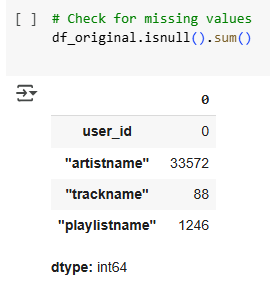 [ ] # Check for missing values
df_original.isnull().sum()
0
user_id 0
"artistname" 33572
"trackname" 88
"playlistname" 1246
dtype: int64